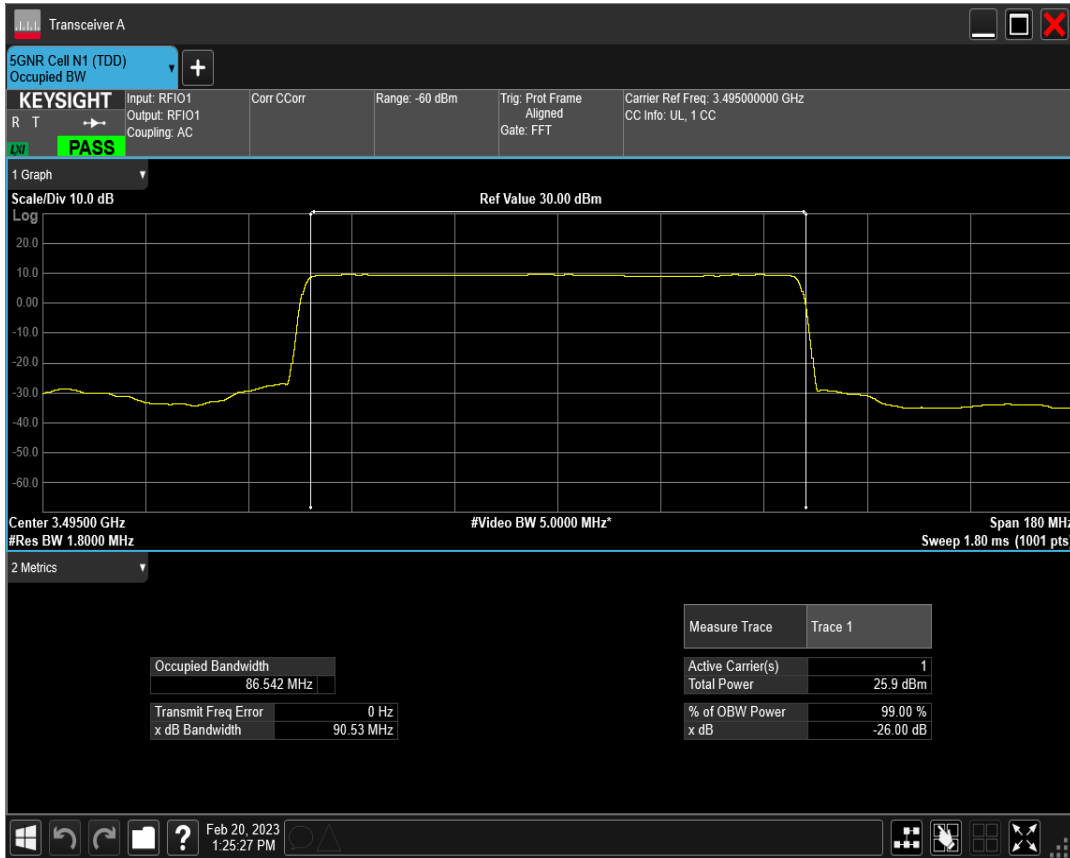 Transceiver A
5GNR Cell N1 (TDD)
Occupied BW
KEYSIGHT
R T
LXI
PASS
Input: RFIO1
Output: RFIO1
Coupling: AC
Corr CCorr
Range: -60 dBm
Trig: Prot Frame
Aligned
Gate: FFT
Carrier Ref Freq: 3.495000000 GHz
CC Info: UL, 1 CC
1 Graph
Scale/Div 10.0 dB
Ref Value 30.00 dBm
Log
20.0
10.0
0.00
-10.0
-20.0
-30.0
-40.0
-50.0
-60.0
Center 3.49500 GHz
#Video BW 5.0000 MHz*
Span 180 MHz
#Res BW 1.8000 MHz
Sweep 1.80 ms (1001 pts)
2 Metrics
Measure Trace Trace 1
Occupied Bandwidth
86.542 MHz
Active Carrier(s) 1
Total Power 25.9 dBm
Transmit Freq Error 0 Hz
x dB Bandwidth 90.53 MHz
% of OBW Power 99.00 %
x dB -26.00 dB
?
Feb 20, 2023
1:25:27 PM